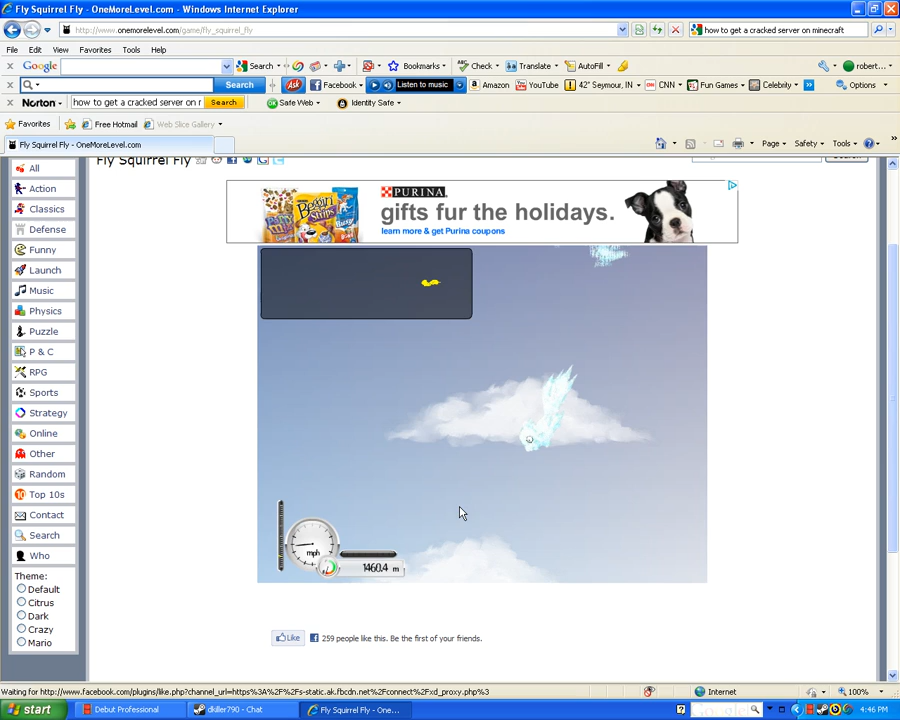 Fly Squirrel Fly - OneMoreLevel.com - Windows Internet Explorer
http://www.onemorelevel.com/game/fly_squirrel_fly
how to get a cracked server on minecraft
File Edit View Favorites Tools Help
Google Search Bookmarks Check Translate AutoFill robert...
Search Ask Facebook Listen to music Amazon YouTube 42° Seymour, IN CNN Fun Games Celebrity Options
Norton how to get a cracked server on r Search Safe Web Identity Safe
Favorites Free Hotmail Web Slice Gallery
Fly Squirrel Fly - OneMoreLevel.com Page Safety Tools
Fly Squirrel Fly
Search
All
Action
Classics
Defense
Funny
Launch
Music
Physics
Puzzle
P & C
RPG
Sports
Strategy
Online
Other
Random
Top 10s
Contact
Search
Who
Theme:
Default
Citrus
Dark
Crazy
Mario
PURINA
gifts fur the holidays.
learn more & get Purina coupons
Beggin' Strips
mph
1460.4 m
Like 259 people like this. Be the first of your friends.
Waiting for http://www.facebook.com/plugins/like.php?channel_url=https%3A%2F%2Fs-static.ak.fbcdn.net%2Fconnect%2Fxd_proxy.php%3 Internet 100%
start Debut Professional dkiller790 - Chat Fly Squirrel Fly - One... Google 4:46 PM